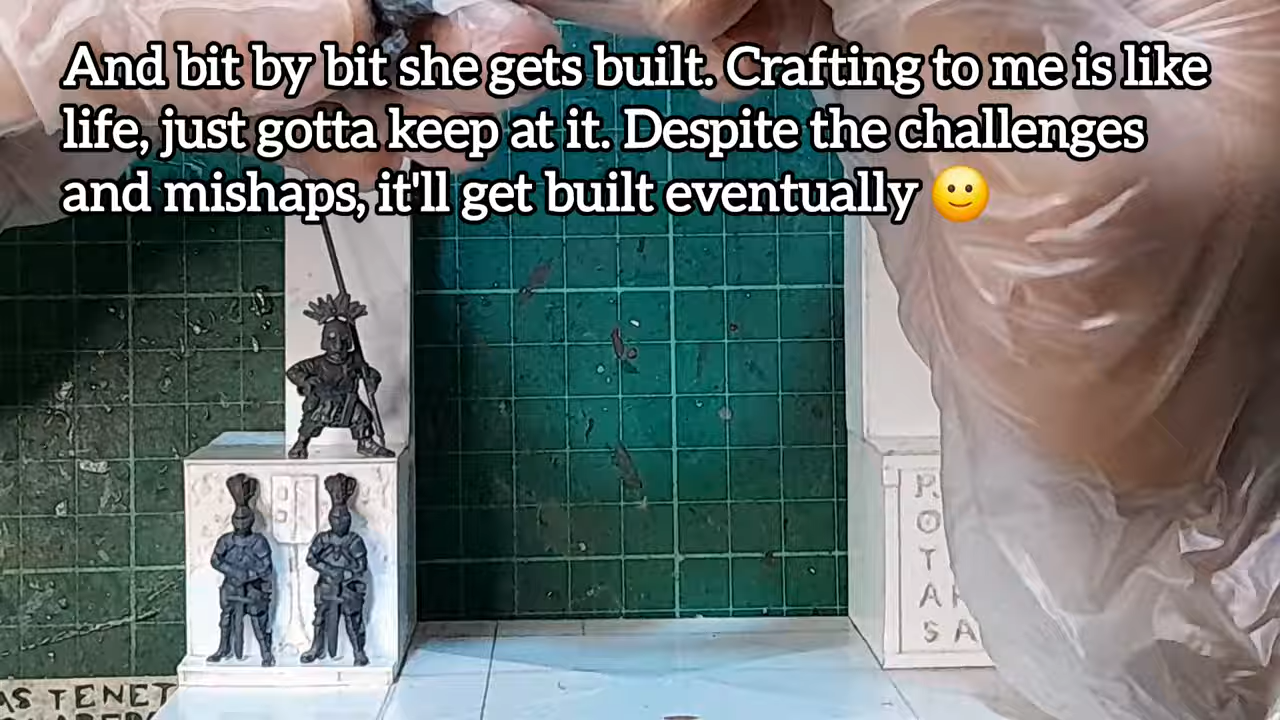 And bit by bit she gets built. Crafting to me is like
life, just gotta keep at it. Despite the challenges
and mishaps, it'll get built eventually 🙂
P
O
T
A
S A
AS TENET